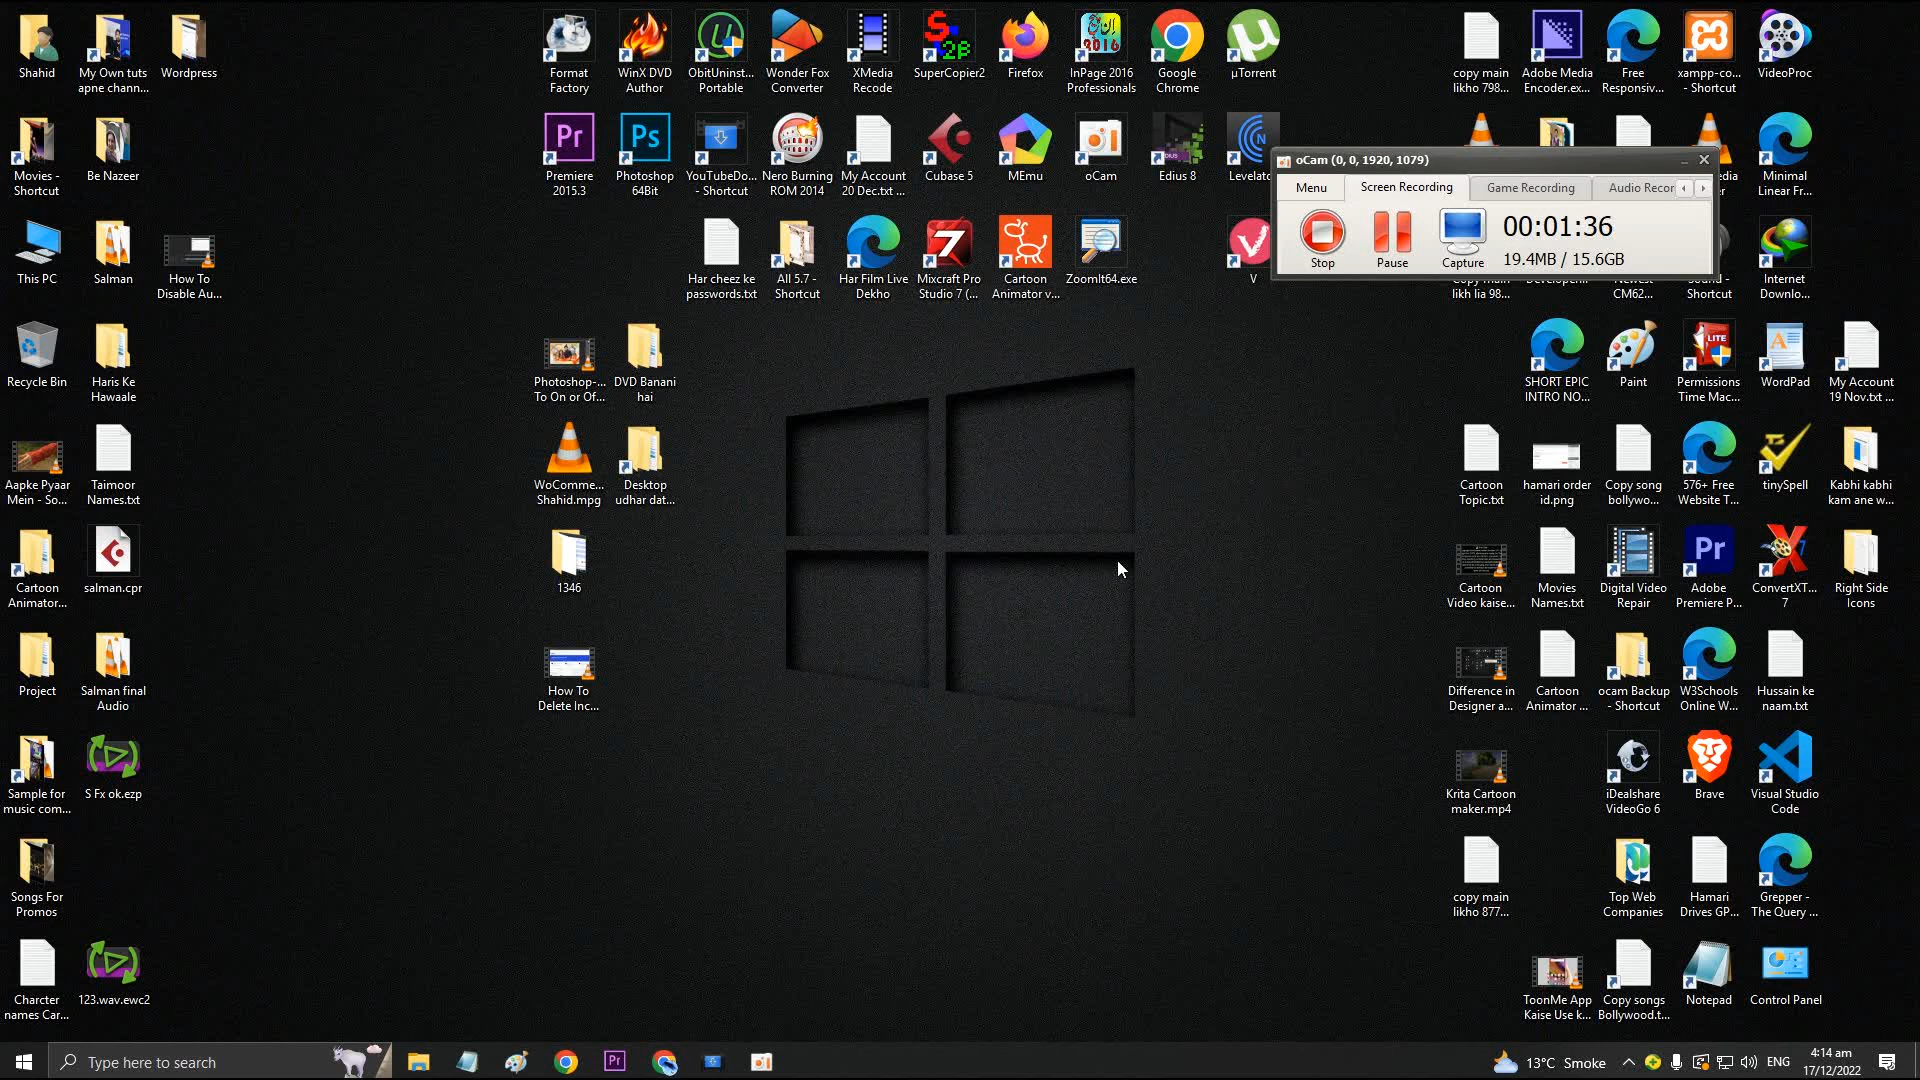 Shahid
My Own tuts
apne chann...
Wordpress
Format
Factory
WinX DVD
Author
ObitUninst...
Portable
Wonder Fox
Converter
XMedia
Recode
SuperCopier2
Firefox
InPage 2016
Professionals
Google
Chrome
µTorrent
copy main
likho 798...
Adobe Media
Encoder.ex...
Free
Responsiv...
xampp-co...
- Shortcut
VideoProc
Movies -
Shortcut
Be Nazeer
Premiere
2015.3
Photoshop
64Bit
YouTubeDo...
- Shortcut
Nero Burning
ROM 2014
My Account
20 Dec.txt ...
Cubase 5
MEmu
oCam
Edius 8
Levelato
Minimal
Linear Fr...
oCam (0, 0, 1920, 1079)
Menu
Screen Recording
Game Recording
Audio Recor
Stop
Pause
Capture
00:01:36
19.4MB / 15.6GB
This PC
Salman
How To
Disable Au...
Har cheez ke
passwords.txt
All 5.7 -
Shortcut
Har Film Live
Dekho
Mixcraft Pro
Studio 7 (...
Cartoon
Animator v...
ZoomIt64.exe
V
likh lia 98...
CM62...
- Shortcut
Internet
Downlo...
Recycle Bin
Haris Ke
Hawaale
Photoshop-...
To On or Of...
DVD Banani
hai
SHORT EPIC
INTRO NO...
Paint
Permissions
Time Mac...
WordPad
My Account
19 Nov.txt ...
Aapke Pyaar
Mein - So...
Taimoor
Names.txt
WoComme...
Shahid.mpg
Desktop
udhar dat...
Cartoon
Topic.txt
hamari order
id.png
Copy song
bollywo...
576+ Free
Website T...
tinySpell
Kabhi kabhi
kam ane w...
Cartoon
Animator...
salman.cpr
1346
Cartoon
Video kaise...
Movies
Names.txt
Digital Video
Repair
Adobe
Premiere P...
ConvertXT...
7
Right Side
Icons
Project
Salman final
Audio
How To
Delete Inc...
Difference in
Designer a...
Cartoon
Animator ...
ocam Backup
- Shortcut
W3Schools
Online W...
Hussain ke
naam.txt
Sample for
music com...
S Fx ok.ezp
Krita Cartoon
maker.mp4
iDealshare
VideoGo 6
Brave
Visual Studio
Code
Songs For
Promos
copy main
likho 877...
Top Web
Companies
Hamari
Drives GP...
Grepper -
The Query ...
Charcter
names Car...
123.wav.ewc2
ToonMe App
Kaise Use k...
Copy songs
Bollywood.t...
Notepad
Control Panel
Type here to search
13°C Smoke
ENG
4:14 am
17/12/2022